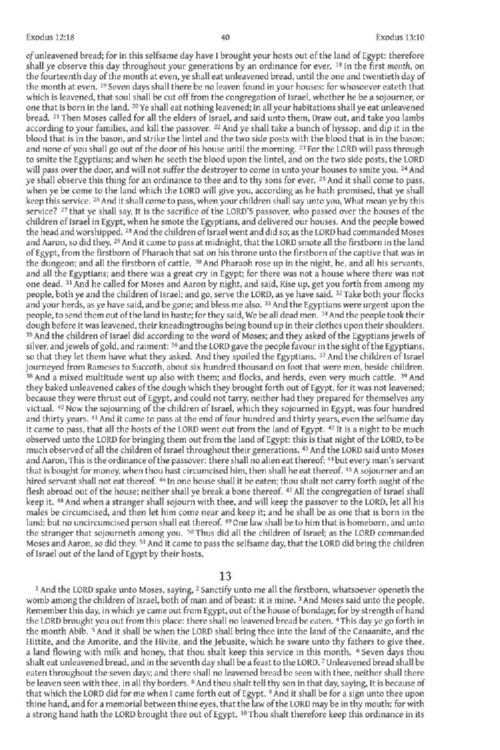 Exodus 12:18 40 Exodus 13:10
of unleavened bread; for in this selfsame day have I brought your hosts out of the land of Egypt: therefore
shall ye observe this day throughout your generations by an ordinance for ever. 18 In the first month, on
the fourteenth day of the month at even, ye shall eat unleavened bread, until the one and twentieth day of
the month at even. 19 Seven days shall there be no leaven found in your houses: for whosoever eateth that
which is leavened, that soul shall be cut off from the congregation of Israel, whether he be a sojourner, or
one that is born in the land. 20 Ye shall eat nothing leavened; in all your habitations shall ye eat unleavened
bread. 21 Then Moses called for all the elders of Israel, and said unto them, Draw out, and take you lambs
according to your families, and kill the passover. 22 And ye shall take a bunch of hyssop, and dip it in the
blood that is in the bason, and strike the lintel and the two side posts with the blood that is in the bason;
and none of you shall go out of the door of his house until the morning. 23 For the LORD will pass through
to smite the Egyptians; and when he seeth the blood upon the lintel, and on the two side posts, the LORD
will pass over the door, and will not suffer the destroyer to come in unto your houses to smite you. 24 And
ye shall observe this thing for an ordinance to thee and to thy sons for ever. 25 And it shall come to pass,
when ye be come to the land which the LORD will give you, according as he hath promised, that ye shall
keep this service. 26 And it shall come to pass, when your children shall say unto you, What mean ye by this
service? 27 that ye shall say, It is the sacrifice of the LORD'S passover, who passed over the houses of the
children of Israel in Egypt, when he smote the Egyptians, and delivered our houses. And the people bowed
the head and worshipped. 28 And the children of Israel went and did so; as the LORD had commanded Moses
and Aaron, so did they. 29 And it came to pass at midnight, that the LORD smote all the firstborn in the land
of Egypt, from the firstborn of Pharaoh that sat on his throne unto the firstborn of the captive that was in
the dungeon; and all the firstborn of cattle. 30 And Pharaoh rose up in the night, he, and all his servants,
and all the Egyptians; and there was a great cry in Egypt; for there was not a house where there was not
one dead. 31 And he called for Moses and Aaron by night, and said, Rise up, get you forth from among my
people, both ye and the children of Israel; and go, serve the LORD, as ye have said. 32 Take both your flocks
and your herds, as ye have said, and be gone; and bless me also. 33 And the Egyptians were urgent upon the
people, to send them out of the land in haste; for they said, We be all dead men. 34 And the people took their
dough before it was leavened, their kneadingtroughs being bound up in their clothes upon their shoulders.
35 And the children of Israel did according to the word of Moses; and they asked of the Egyptians jewels of
silver, and jewels of gold, and raiment: 36 and the LORD gave the people favour in the sight of the Egyptians,
so that they let them have what they asked. And they spoiled the Egyptians. 37 And the children of Israel
journeyed from Rameses to Succoth, about six hundred thousand on foot that were men, beside children.
38 And a mixed multitude went up also with them; and flocks, and herds, even very much cattle. 39 And
they baked unleavened cakes of the dough which they brought forth out of Egypt, for it was not leavened;
because they were thrust out of Egypt, and could not tarry, neither had they prepared for themselves any
victual. 40 Now the sojourning of the children of Israel, which they sojourned in Egypt, was four hundred
and thirty years. 41 And it came to pass at the end of four hundred and thirty years, even the selfsame day
it came to pass, that all the hosts of the LORD went out from the land of Egypt. 42 It is a night to be much
observed unto the LORD for bringing them out from the land of Egypt: this is that night of the LORD, to be
much observed of all the children of Israel throughout their generations. 43 And the LORD said unto Moses
and Aaron, This is the ordinance of the passover: there shall no alien eat thereof: 44 but every man's servant
that is bought for money, when thou hast circumcised him, then shall he eat thereof. 45 A sojourner and an
hired servant shall not eat thereof. 46 In one house shall it be eaten; thou shalt not carry forth aught of the
flesh abroad out of the house; neither shall ye break a bone thereof. 47 All the congregation of Israel shall
keep it. 48 And when a stranger shall sojourn with thee, and will keep the passover to the LORD, let all his
males be circumcised, and then let him come near and keep it; and he shall be as one that is born in the
land: but no uncircumcised person shall eat thereof. 49 One law shall be to him that is homeborn, and unto
the stranger that sojourneth among you. 50 Thus did all the children of Israel; as the LORD commanded
Moses and Aaron, so did they. 51 And it came to pass the selfsame day, that the LORD did bring the children
of Israel out of the land of Egypt by their hosts.
13
1 And the LORD spake unto Moses, saying, 2 Sanctify unto me all the firstborn, whatsoever openeth the
womb among the children of Israel, both of man and of beast: it is mine. 3 And Moses said unto the people,
Remember this day, in which ye came out from Egypt, out of the house of bondage; for by strength of hand
the LORD brought you out from this place: there shall no leavened bread be eaten. 4 This day ye go forth in
the month Abib. 5 And it shall be when the LORD shall bring thee into the land of the Canaanite, and the
Hittite, and the Amorite, and the Hivite, and the Jebusite, which he sware unto thy fathers to give thee,
a land flowing with milk and honey, that thou shalt keep this service in this month. 6 Seven days thou
shalt eat unleavened bread, and in the seventh day shall be a feast to the LORD. 7 Unleavened bread shall be
eaten throughout the seven days; and there shall no leavened bread be seen with thee, neither shall there
be leaven seen with thee, in all thy borders. 8 And thou shalt tell thy son in that day, saying, It is because of
that which the LORD did for me when I came forth out of Egypt. 9 And it shall be for a sign unto thee upon
thine hand, and for a memorial between thine eyes, that the law of the LORD may be in thy mouth: for with
a strong hand hath the LORD brought thee out of Egypt. 10 Thou shalt therefore keep this ordinance in its